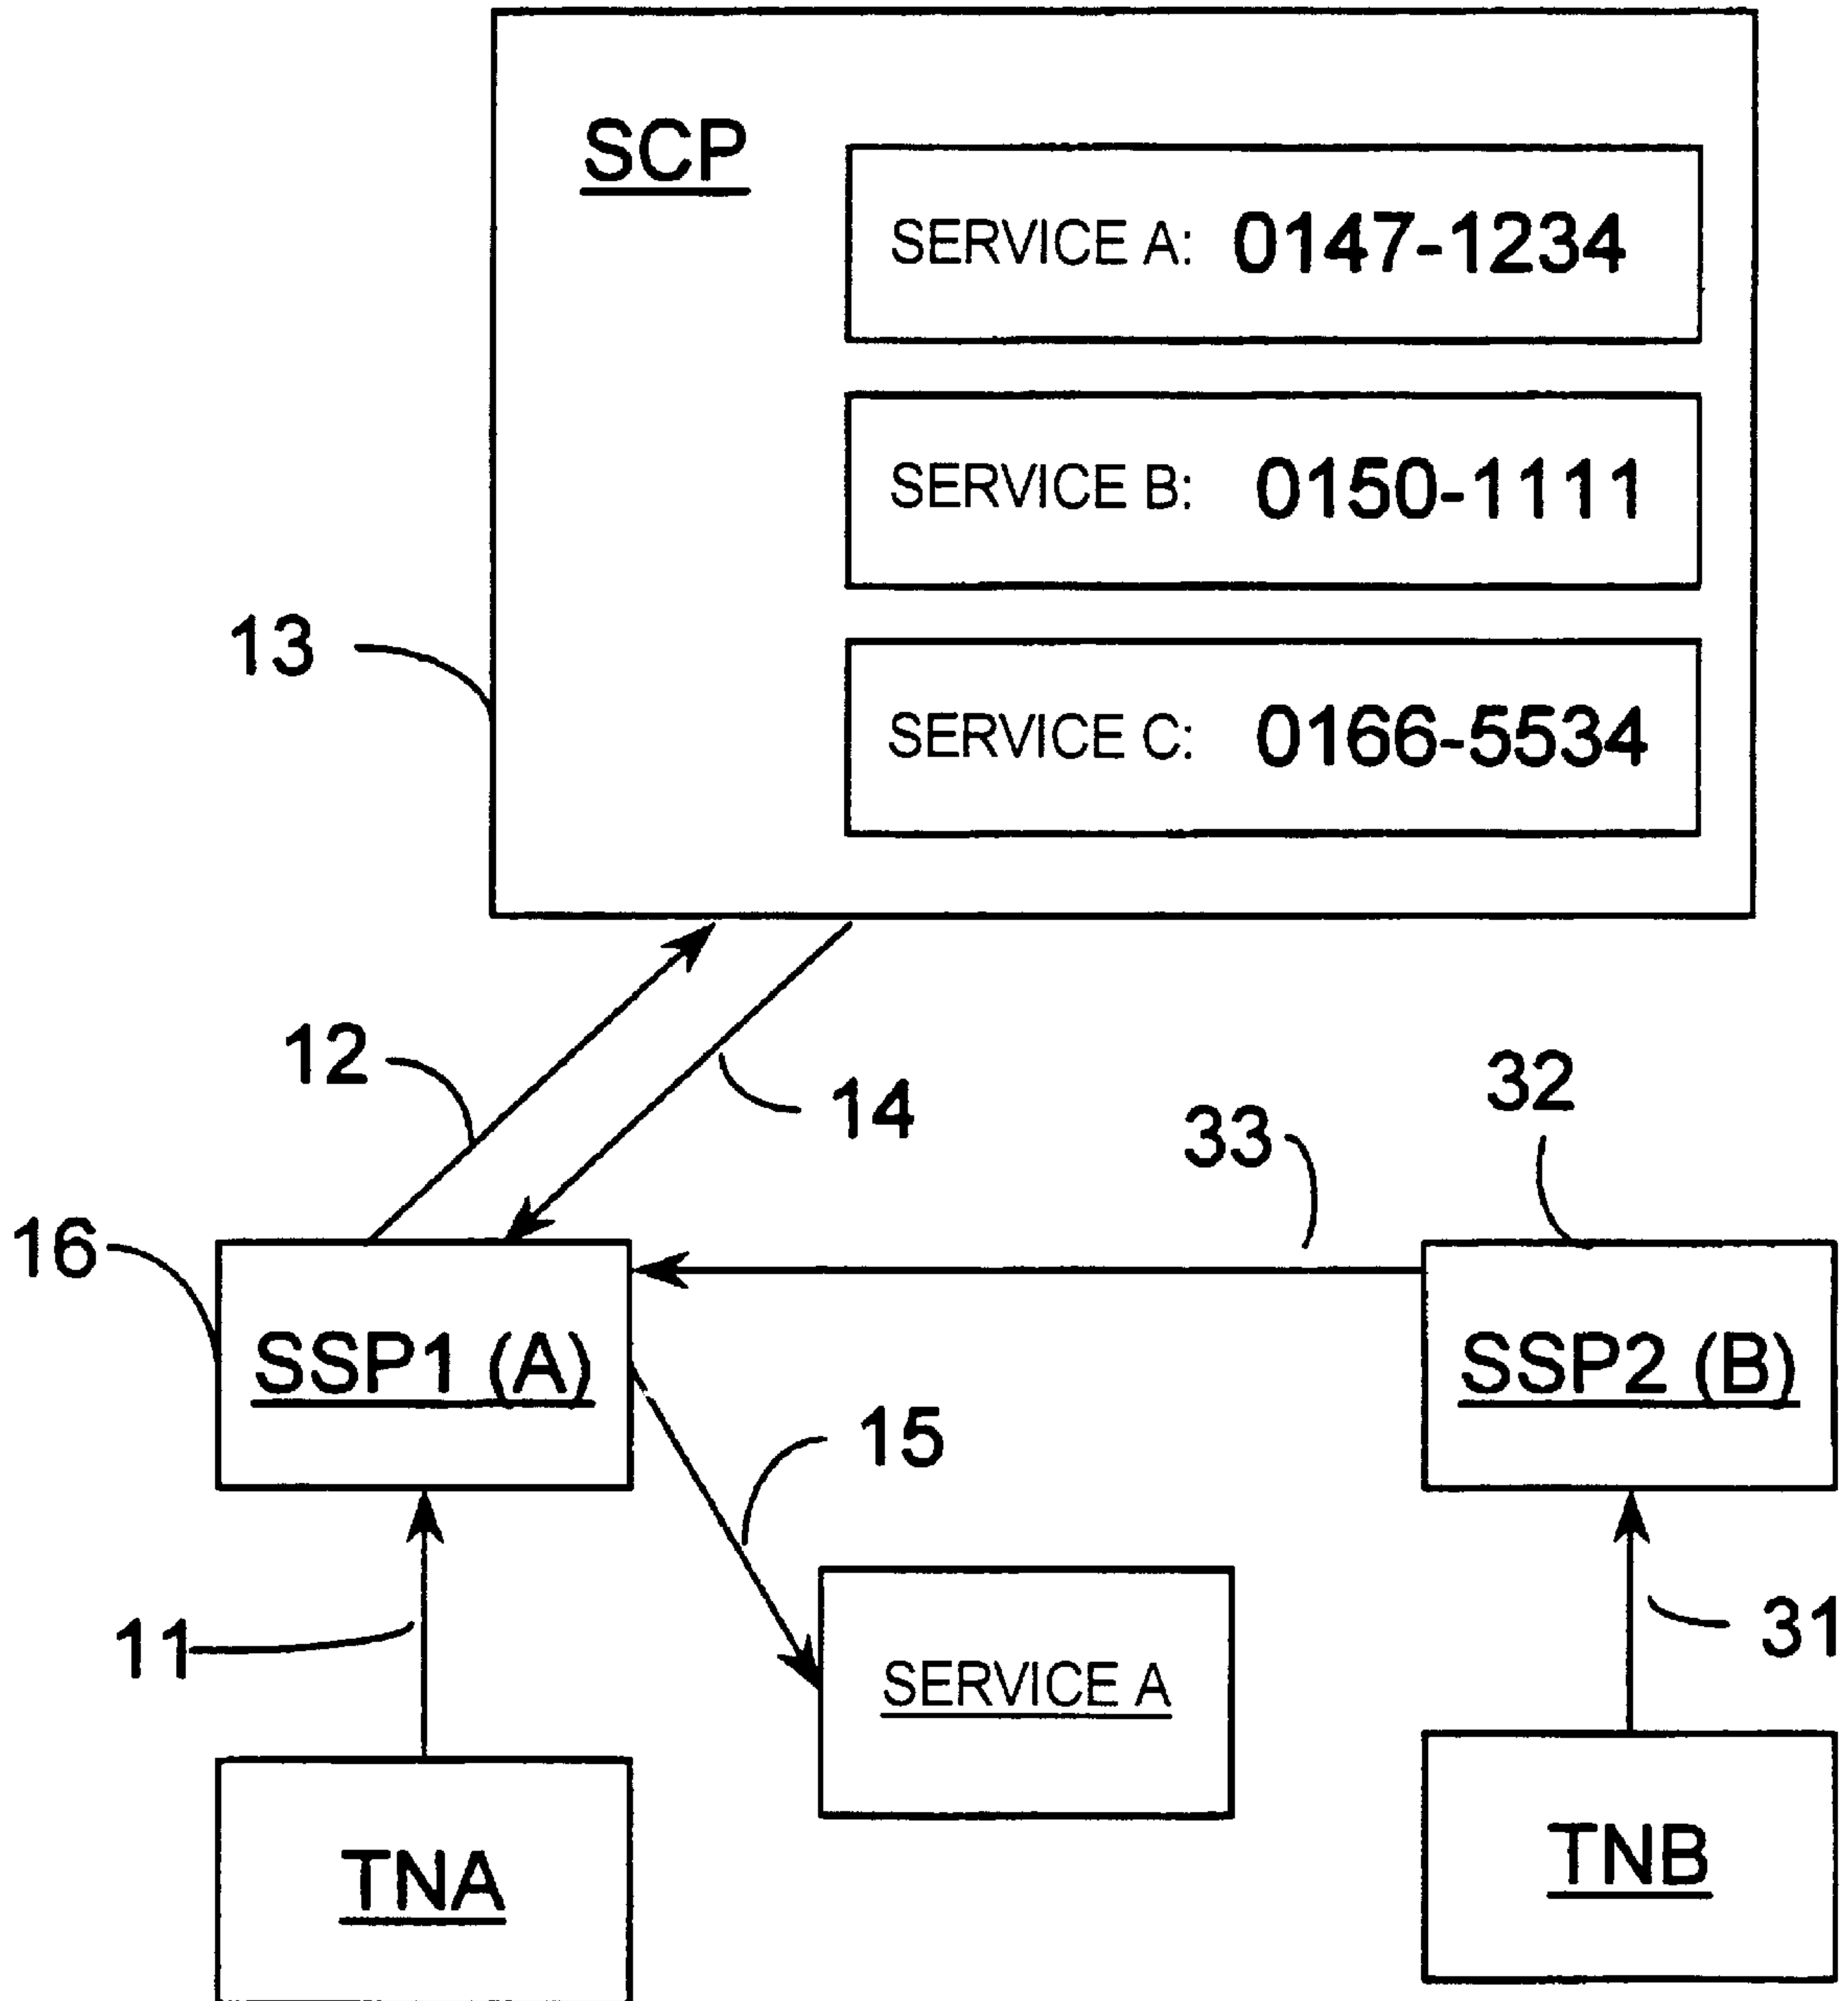 SCP
SERVICE A: 0147-1234
SERVICE B: 0150-1111
13
SERVICE C: 0166-5534
12
14
32
33
16
SSP1 (A)
SSP2 (B)
15
11
31
SERVICE A
TNA
TNB